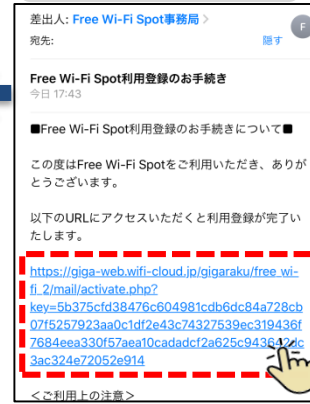 差出人: Free Wi-Fi Spot事務局 >
F
宛先:
隠す
Free Wi-Fi Spot利用登録のお手続き
今日 17:43
■Free Wi-Fi Spot利用登録のお手続きについて■
この度はFree Wi-Fi Spotをご利用いただき、ありが
とうございます。
以下のURLにアクセスいただくと利用登録が完了い
たします。
https://giga-web.wifi-cloud.jp/gigaraku/free_wi-
fi_2/mail/activate.php?
key=5b375cfd38476c604981cdb6dc84a728cb
07f5257923aa0c1df2e43c74327539ec319436f
7684eea330f57aea10cadadcf2a625c943642dc
3ac324e72052e914
<ご利用上の注意>